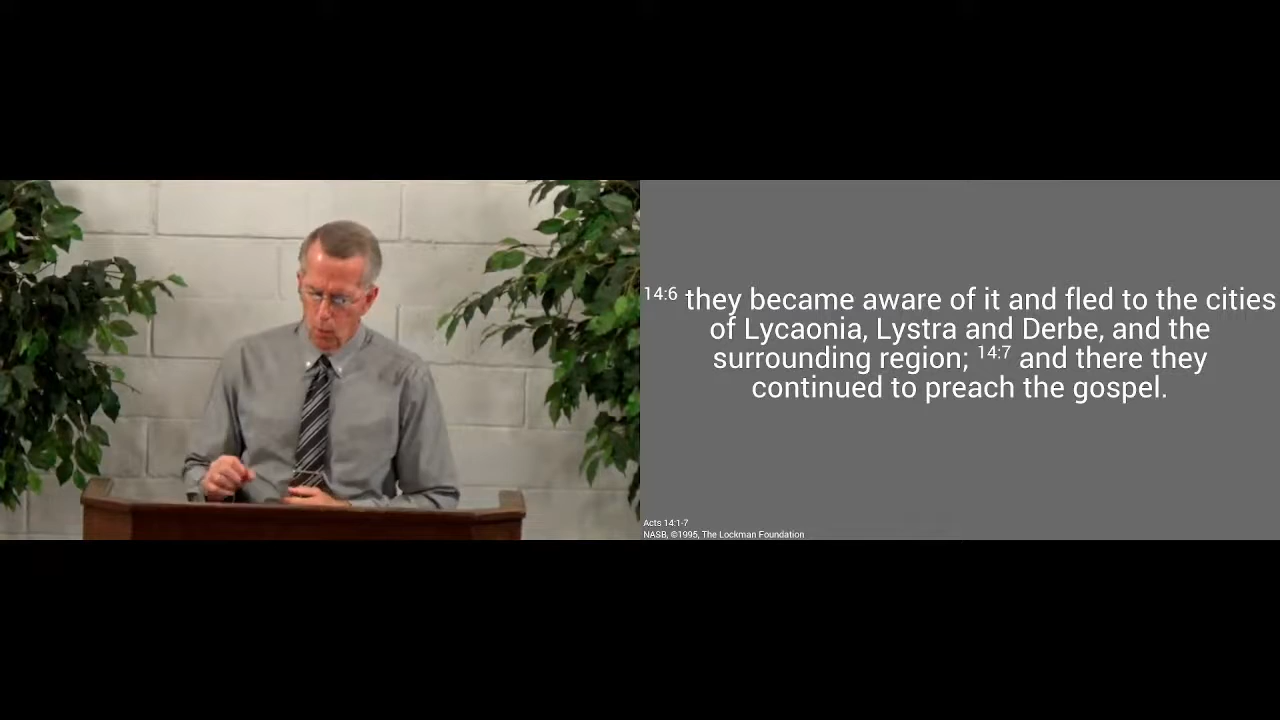 14:6 they became aware of it and fled to the cities
of Lycaonia, Lystra and Derbe, and the
surrounding region; 14:7 and there they
continued to preach the gospel.
Acts 14:1-7
NASB, ©1995, The Lockman Foundation